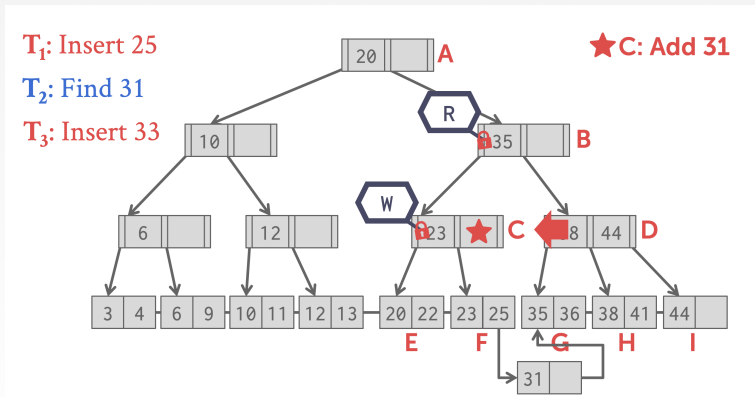 T1: Insert 25
T2: Find 31
T3: Insert 33
C: Add 31
20 A
R
10
35 B
W
6
12
23 C
8 44 D
3 4 6 9 10 11 12 13 20 22 23 25 35 36 38 41 44
E F G H I
31